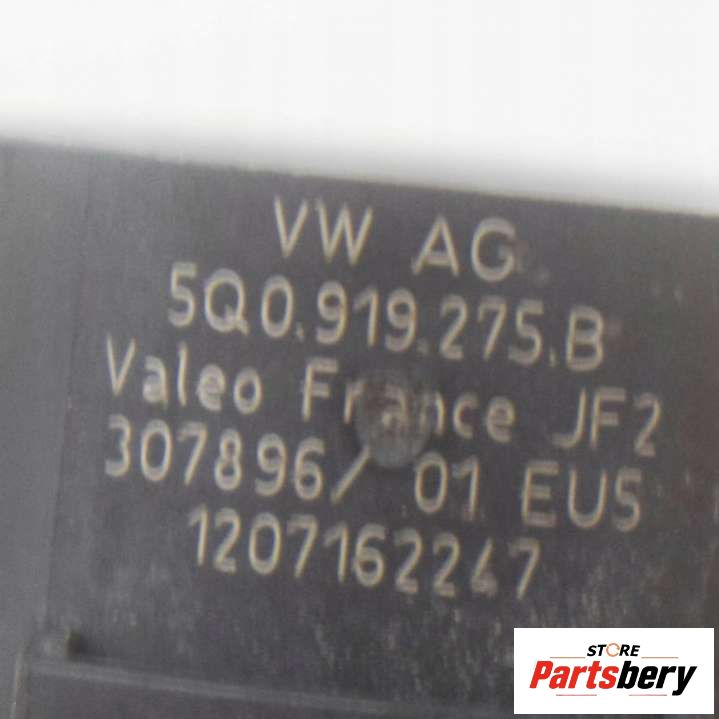 VW AG
5Q0.919.275.B
Valeo France JF2
307896/ 01 EUS
1207162247
STORE
Partsbery